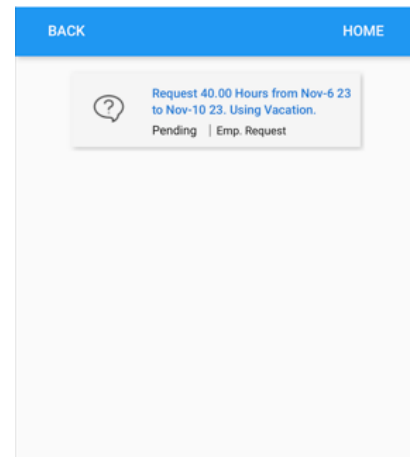 BACK HOME
Request 40.00 Hours from Nov-6 23
to Nov-10 23. Using Vacation.
Pending | Emp. Request